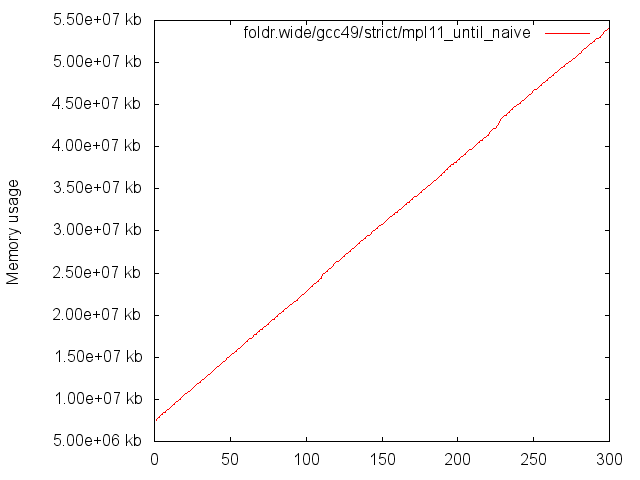 5.50e+07 kb
foldr.wide/gcc49/strict/mpl11_until_naive
5.00e+07 kb
4.50e+07 kb
4.00e+07 kb
3.50e+07 kb
3.00e+07 kb
2.50e+07 kb
2.00e+07 kb
1.50e+07 kb
1.00e+07 kb
5.00e+06 kb
Memory usage
0 50 100 150 200 250 300